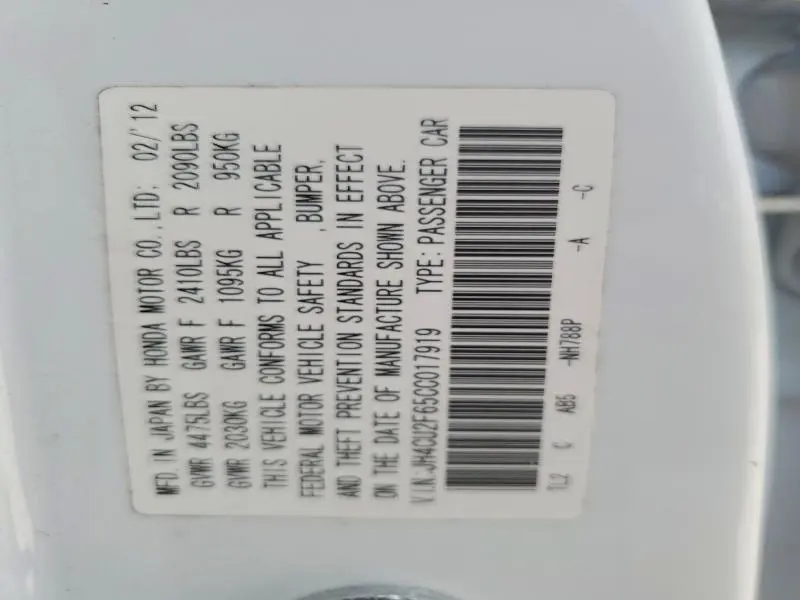 MFD. IN JAPAN BY HONDA MOTOR CO.,LTD; 02/'12
GVWR 4475LBS GAWR F 2410LBS R 2090LBS
GVWR 2030KG GAWR F 1095KG R 950KG
THIS VEHICLE CONFORMS TO ALL APPLICABLE
FEDERAL MOTOR VEHICLE SAFETY ,BUMPER,
AND THEFT PREVENTION STANDARDS IN EFFECT
ON THE DATE OF MANUFACTURE SHOWN ABOVE.
V.I.N:JH4CU2F65CC017919 TYPE: PASSENGER CAR
TL2 C AB5 -NH788P -A -C